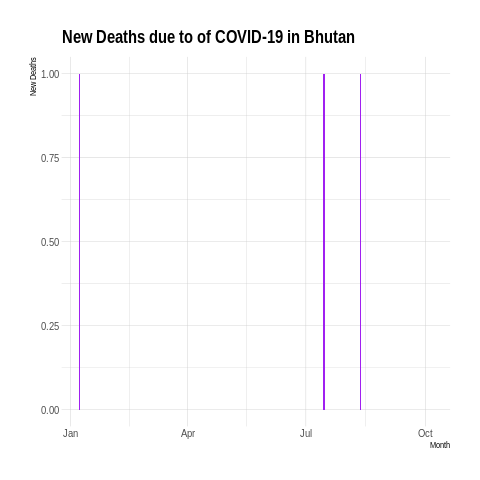 New Deaths due to of COVID-19 in Bhutan
New Deaths
1.00
0.75
0.50
0.25
0.00
Jan Apr Jul Oct
Month